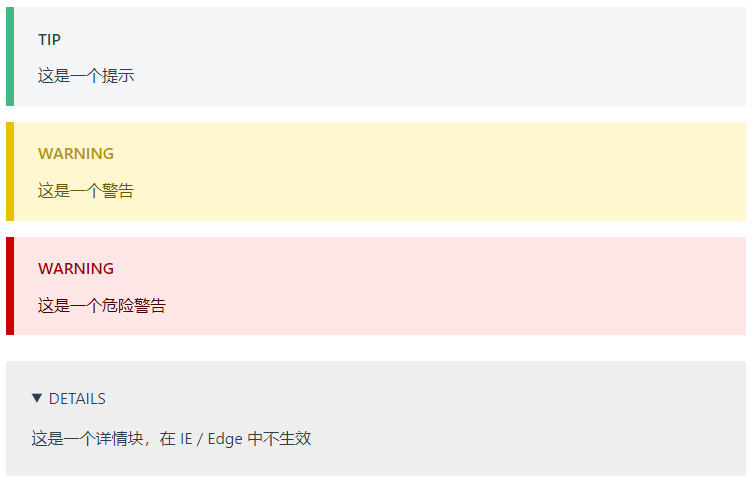 TIP
这是一个提示
WARNING
这是一个警告
WARNING
这是一个危险警告
▼ DETAILS
这是一个详情块，在 IE / Edge 中不生效